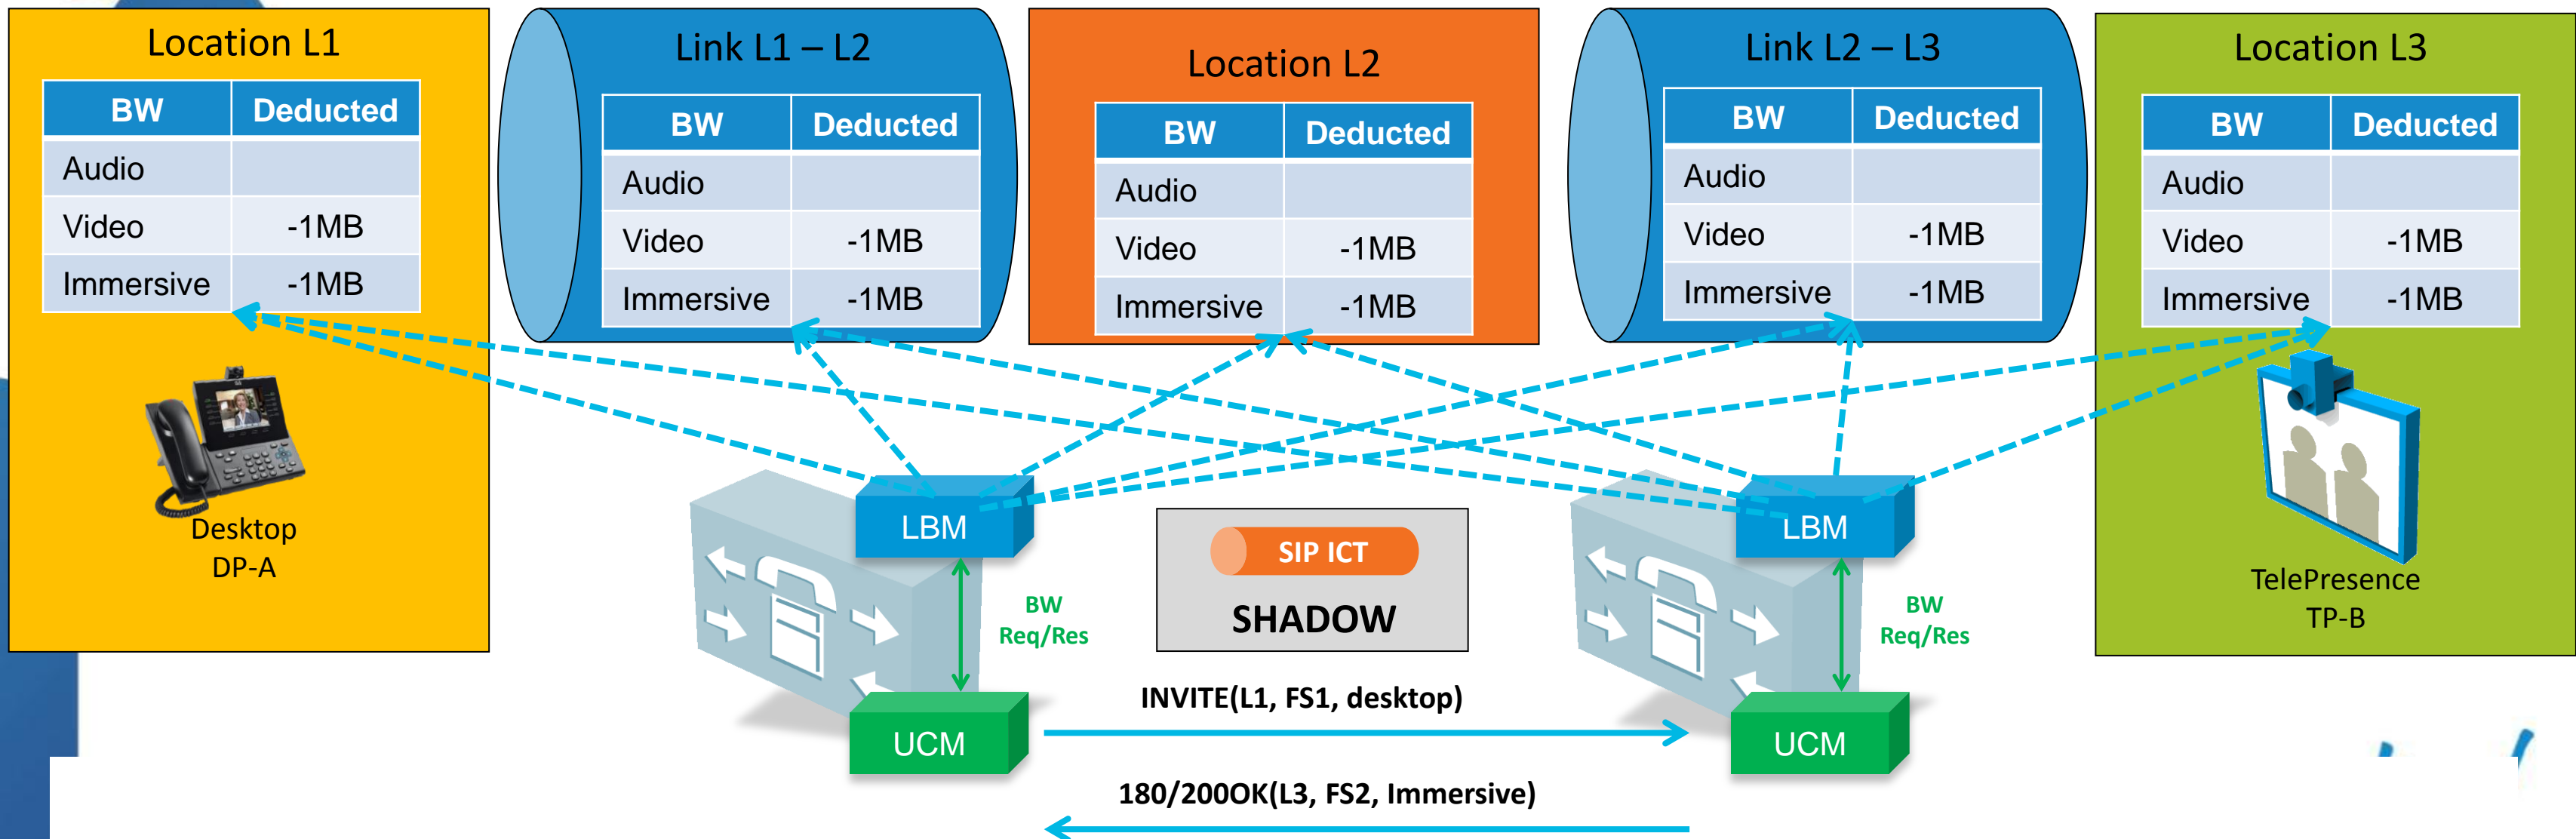 Location L1
BW Deducted
Audio
Video -1MB
Immersive -1MB
Desktop
DP-A
Link L1 – L2
BW Deducted
Audio
Video -1MB
Immersive -1MB
Location L2
BW Deducted
Audio
Video -1MB
Immersive -1MB
Link L2 – L3
BW Deducted
Audio
Video -1MB
Immersive -1MB
Location L3
BW Deducted
Audio
Video -1MB
Immersive -1MB
TelePresence
TP-B
LBM
BW
Req/Res
UCM
SIP ICT
SHADOW
LBM
BW
Req/Res
UCM
INVITE(L1, FS1, desktop)
180/200OK(L3, FS2, Immersive)